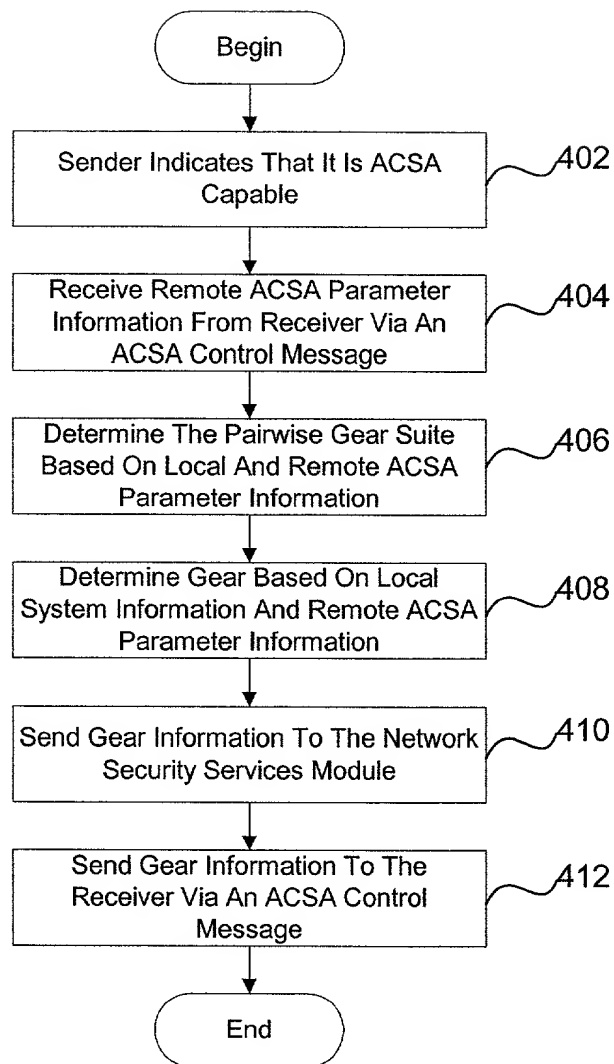 Begin
Sender Indicates That It Is ACSA
Capable
402
Receive Remote ACSA Parameter
Information From Receiver Via An
ACSA Control Message
404
Determine The Pairwise Gear Suite
Based On Local And Remote ACSA
Parameter Information
406
Determine Gear Based On Local
System Information And Remote ACSA
Parameter Information
408
Send Gear Information To The Network
Security Services Module
410
Send Gear Information To The
Receiver Via An ACSA Control
Message
412
End